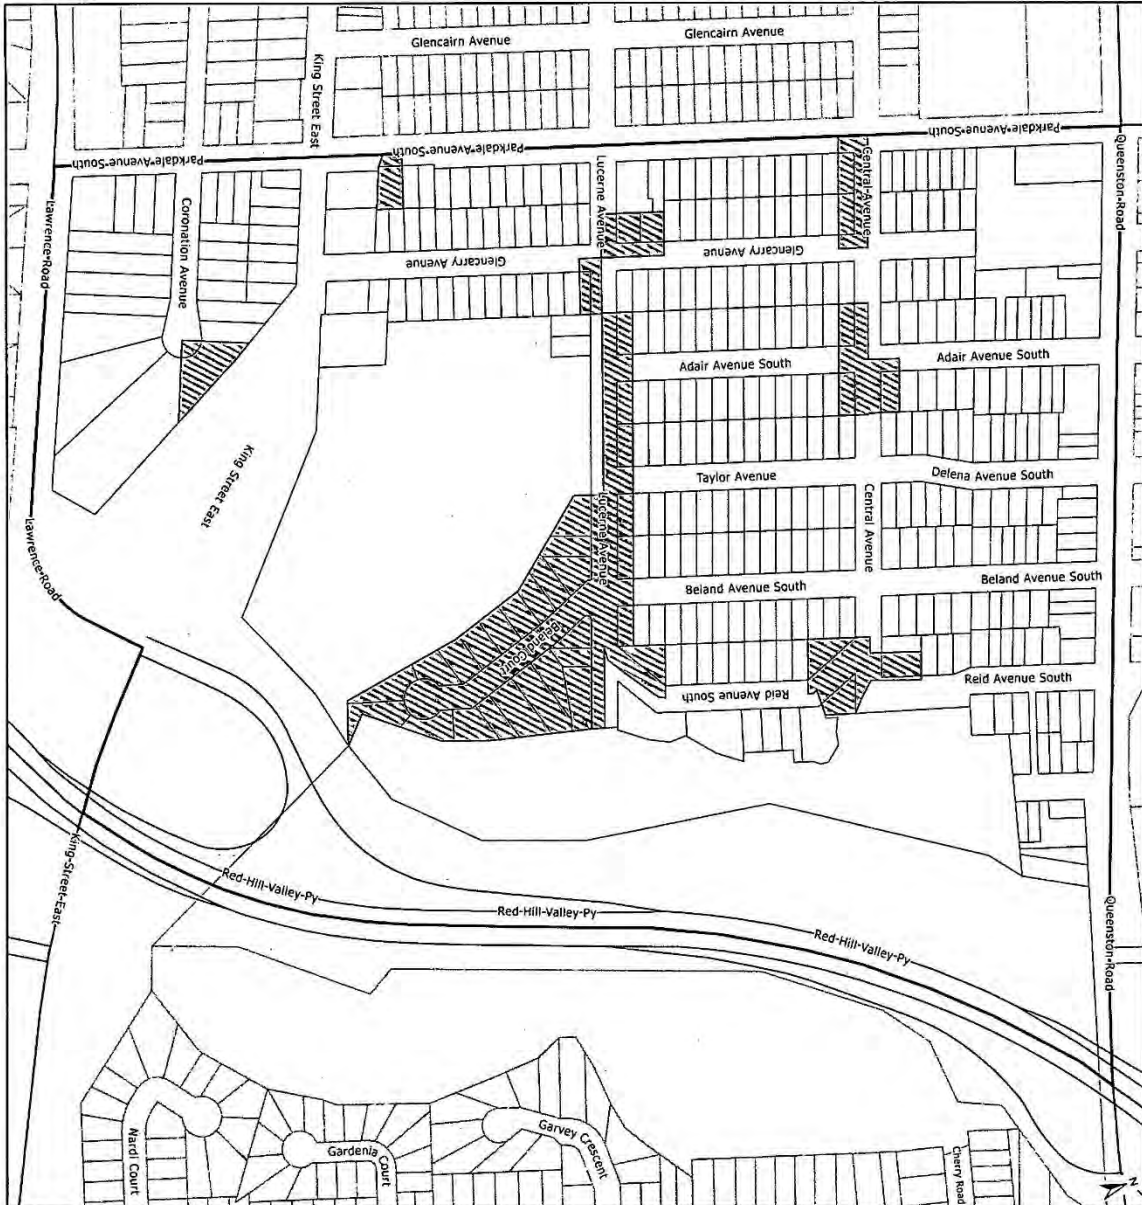 Glencairn Avenue
Glencairn Avenue
King Street East
Parkdale-Avenue-South
Parkdale-Avenue-South
Parkdale-Avenue-South
Queenston-Road
Lawrence-Road
Coronation Avenue
Lucerne Avenue
Central-Avenue
Glencarry Avenue
Glencarry Avenue
Adair Avenue South
Adair Avenue South
King Street East
Taylor Avenue
Delena Avenue South
Lucerne Avenue
Central Avenue
Lawrence-Road
Beland Avenue South
Beland Avenue South
Beland Court
Reid Avenue South
Reid Avenue South
King-Street-East
Red-Hill-Valley-Py
Red-Hill-Valley-Py
Red-Hill-Valley-Py
Queenston-Road
Nardi Court
Gardenia Court
Garvey Crescent
Cherry Road
N